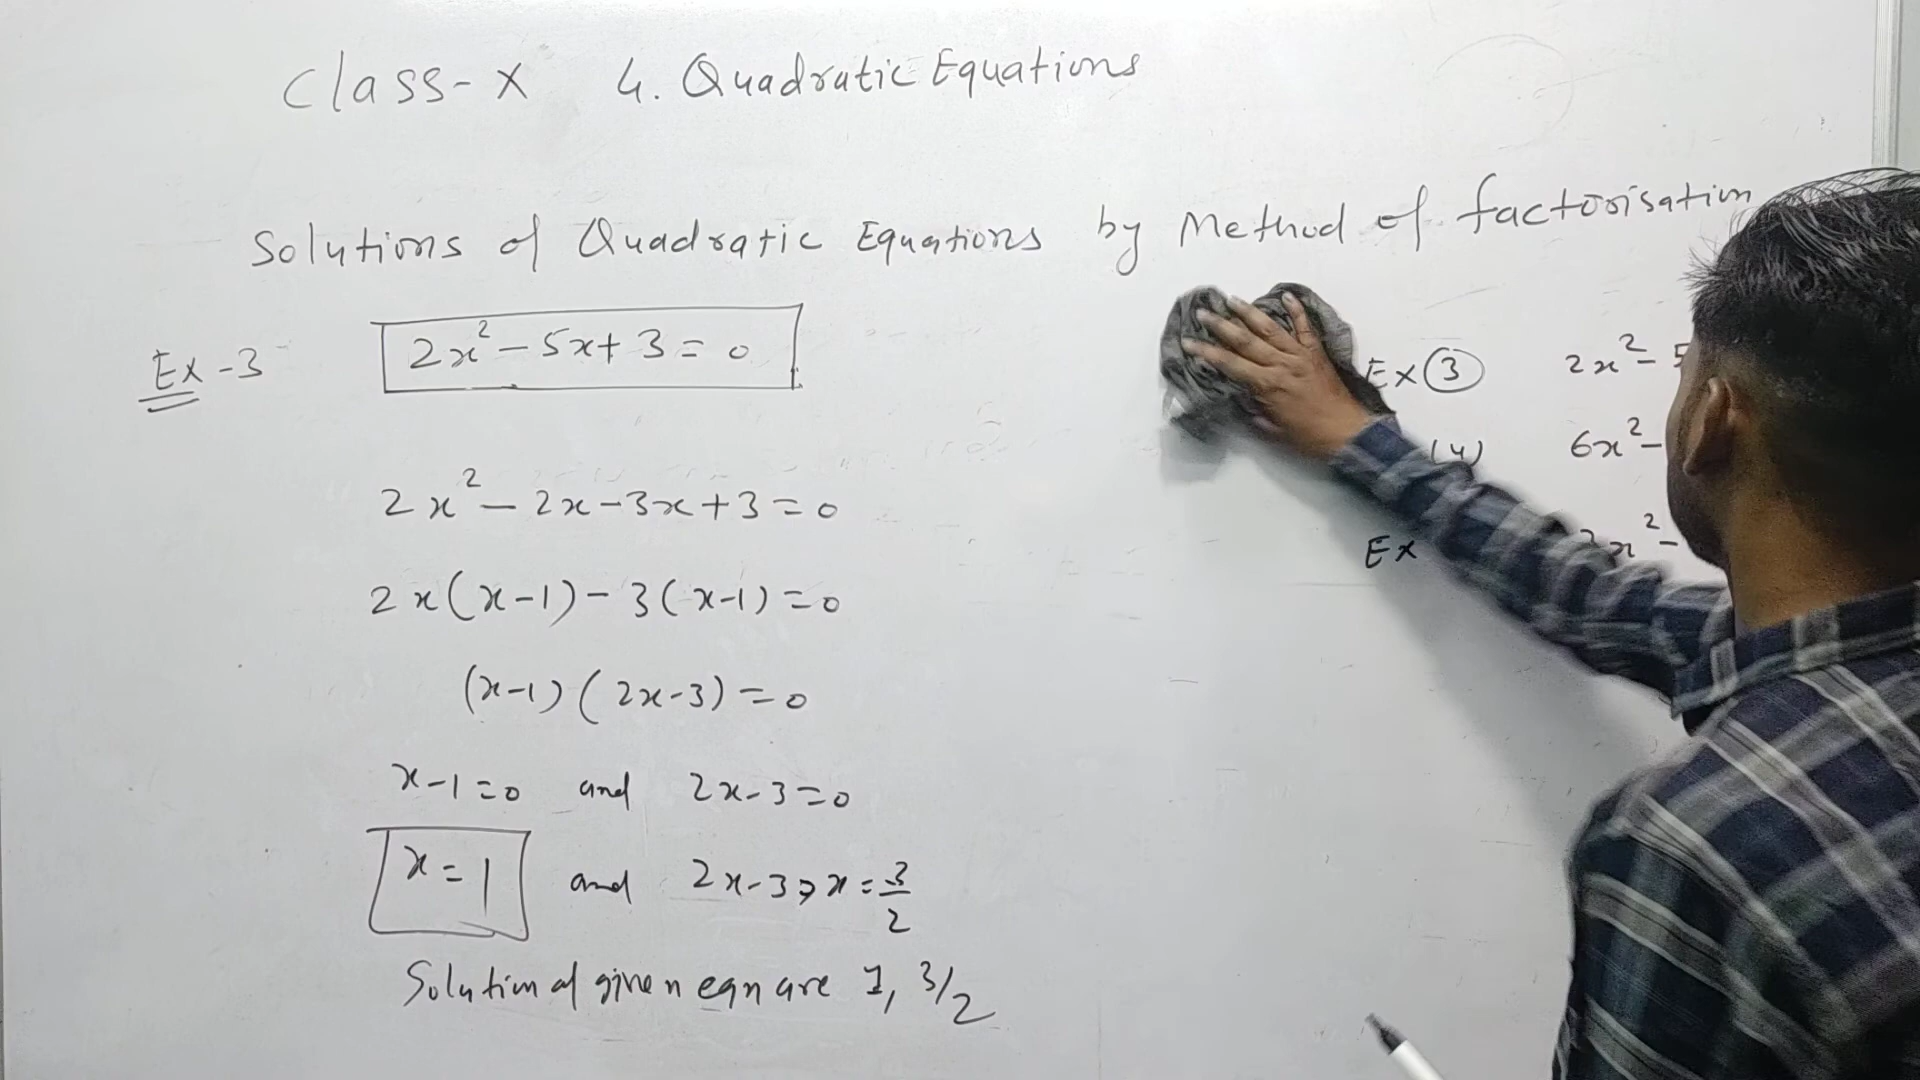 Class-X 4. Quadratic Equations
Solutions of Quadratic Equations by Method of factorisation
Ex-3 2x² - 5x + 3 = 0
2x² - 2x - 3x + 3 = 0
2x(x-1) - 3(x-1) = 0
(x-1)(2x-3) = 0
x-1=0 and 2x-3=0
x=1 and 2x-3, x=3/2
Solution of given eqn are 1, 3/2
Ex (3) 2x² - 5
(4) 6x² -
Ex x² -